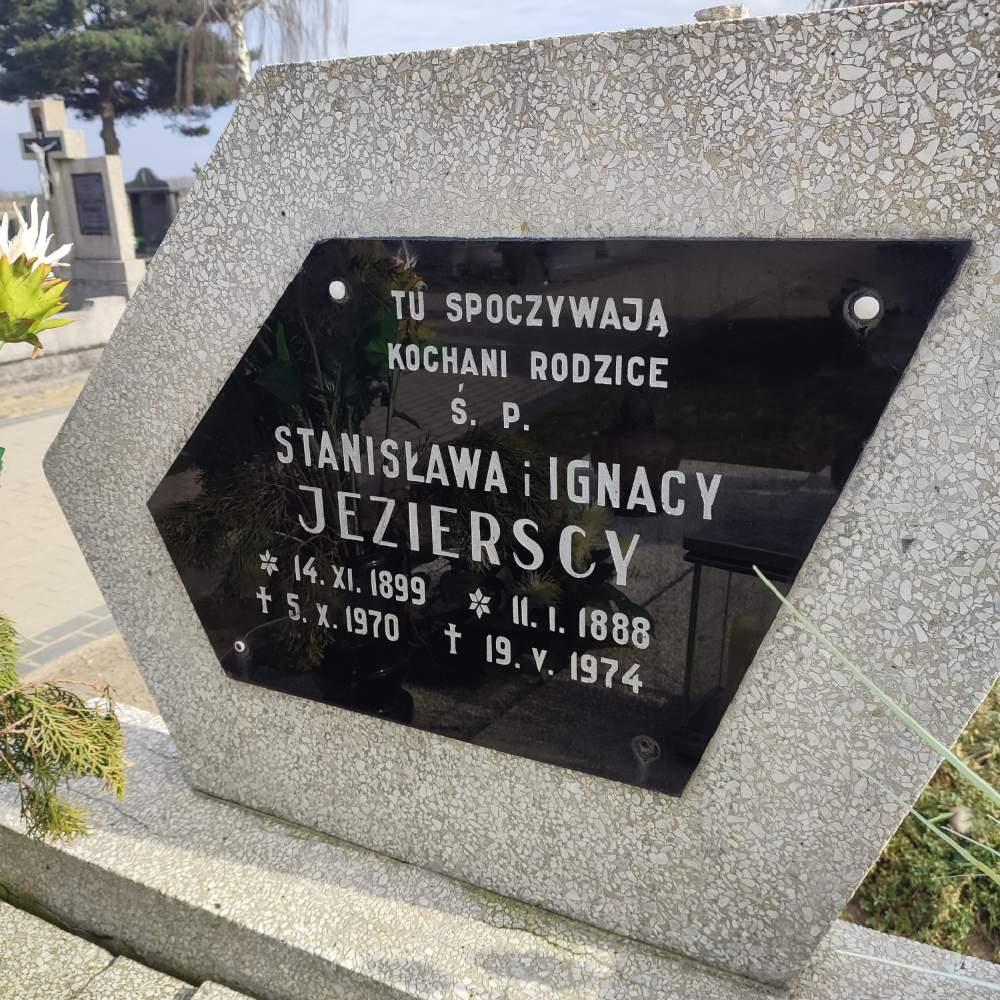 TU SPOCZYWAJĄ
KOCHANI RODZICE
Ś. P.
STANISŁAWA i IGNACY
JEZIERSCY
* 14. XI. 1899
† 5. X. 1970
* 11. I. 1888
† 19. V. 1974